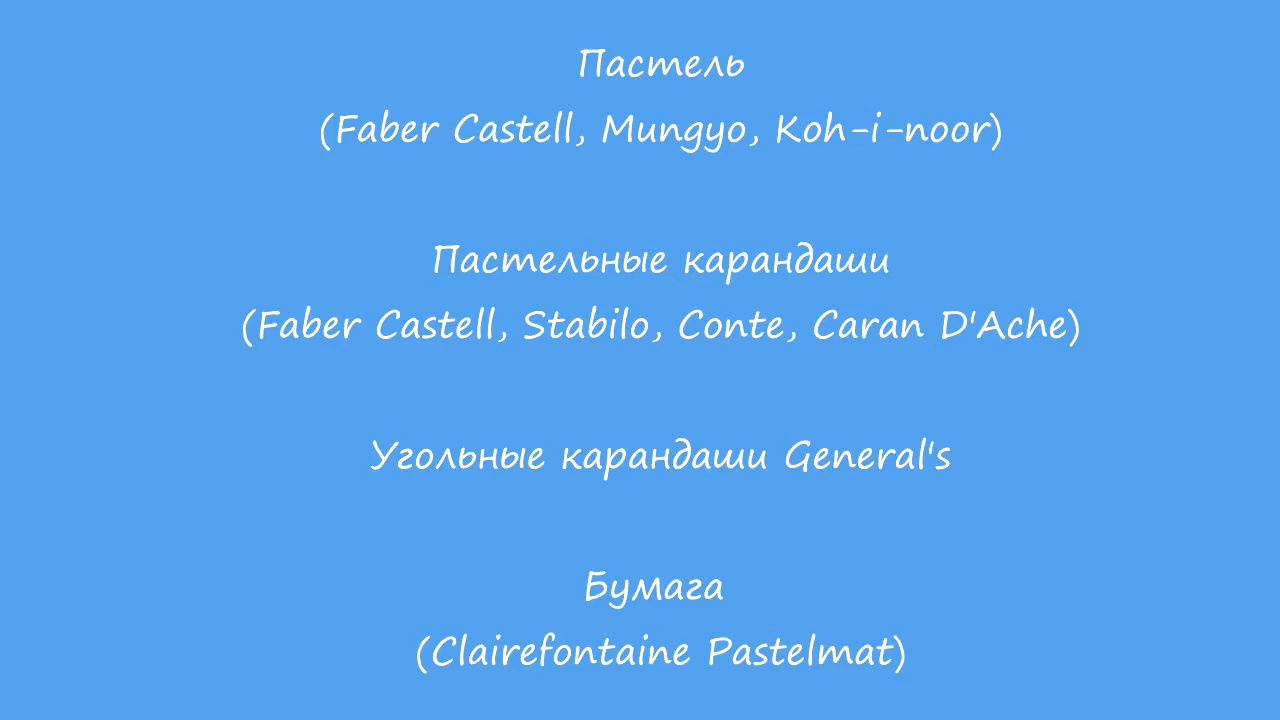 Пастель
(Faber Castell, Mungyo, Koh-i-noor)
Пастельные карандаши
(Faber Castell, Stabilo, Conte, Caran D'Ache)
Угольные карандаши General's
Бумага
(Clairefontaine Pastelmat)